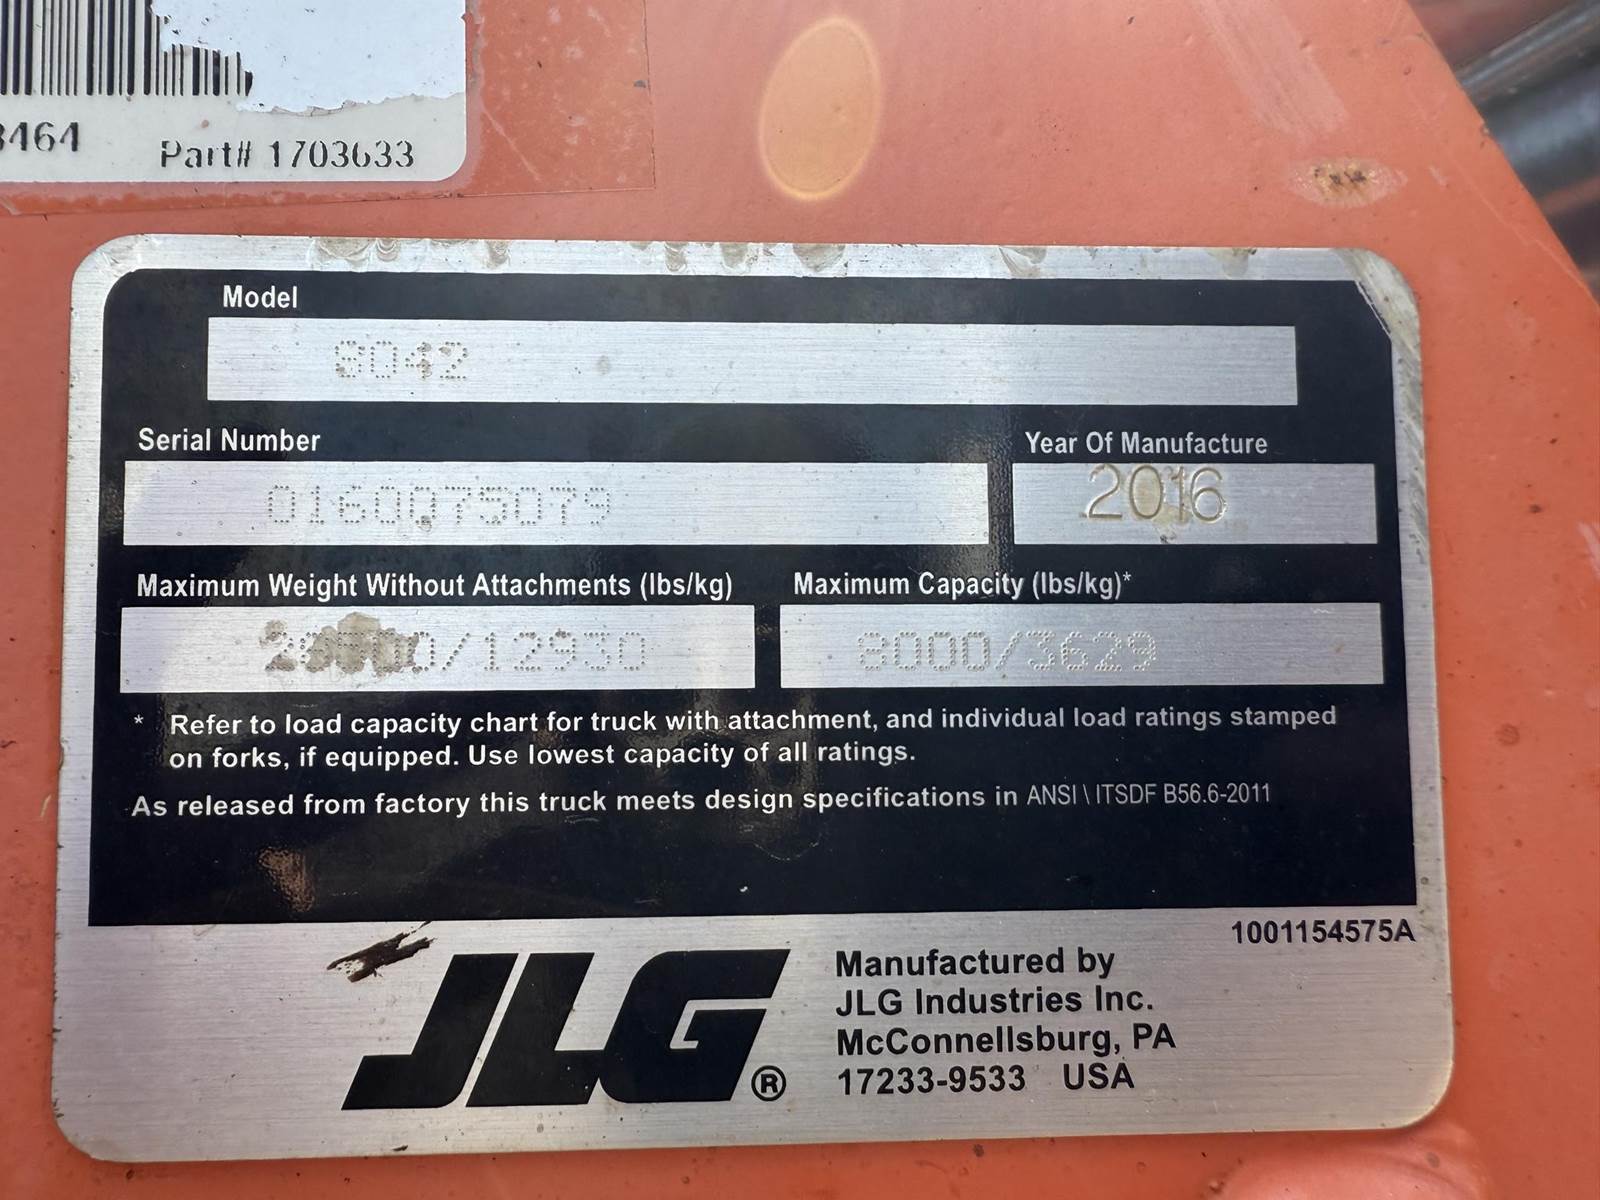 3464
Part# 1703633
Model
8042
Serial Number
Year Of Manufacture
0160075079
2016
Maximum Weight Without Attachments (lbs/kg)
Maximum Capacity (lbs/kg)*
28500/12930
8000/3629
* Refer to load capacity chart for truck with attachment, and individual load ratings stamped
on forks, if equipped. Use lowest capacity of all ratings.
As released from factory this truck meets design specifications in ANSI \ ITSDF B56.6-2011
1001154575A
JLG®
Manufactured by
JLG Industries Inc.
McConnellsburg, PA
17233-9533 USA